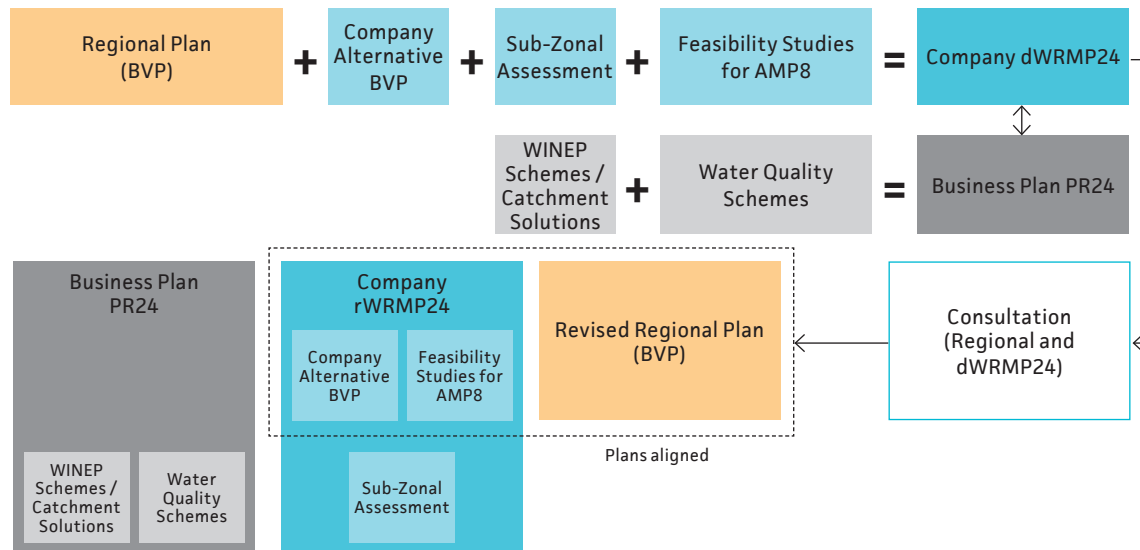 Regional Plan
(BVP)
+
Company
Alternative
BVP
+
Sub-Zonal
Assessment
+
Feasibility Studies
for AMP8
=
Company dWRMP24
WINEP
Schemes /
Catchment
Solutions
+
Water Quality
Schemes
=
Business Plan PR24
Business Plan
PR24
WINEP
Schemes /
Catchment
Solutions
Water
Quality
Schemes
Company
rWRMP24
Company
Alternative
BVP
Feasibility
Studies for
AMP8
Sub-Zonal
Assessment
Revised Regional Plan
(BVP)
Plans aligned
Consultation
(Regional and
dWRMP24)